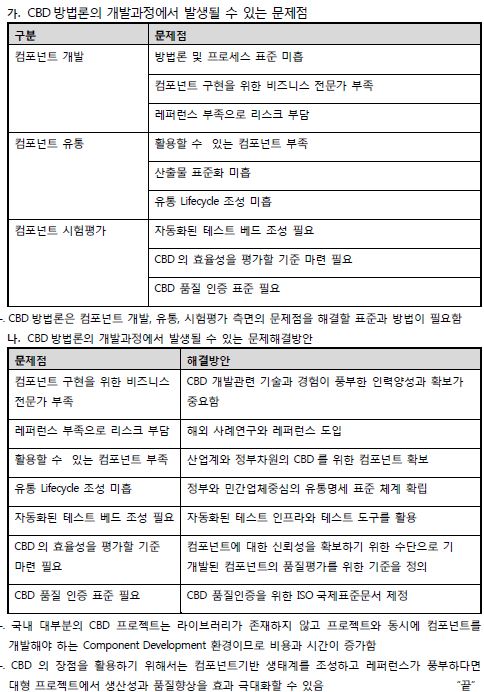 가. CBD 방법론의 개발과정에서 발생될 수 있는 문제점
구분 문제점
컴포넌트 개발 방법론 및 프로세스 표준 미흡
컴포넌트 구현을 위한 비즈니스 전문가 부족
레퍼런스 부족으로 리스크 부담
컴포넌트 유통 활용할 수 있는 컴포넌트 부족
산출물 표준화 미흡
유통 Lifecycle 조성 미흡
컴포넌트 시험평가 자동화된 테스트 베드 조성 필요
CBD의 효율성을 평가할 기준 마련 필요
CBD 품질 인증 표준 필요
-. CBD 방법론은 컴포넌트 개발, 유통, 시험평가 측면의 문제점을 해결할 표준과 방법이 필요함
나. CBD 방법론의 개발과정에서 발생될 수 있는 문제해결방안
문제점 해결방안
컴포넌트 구현을 위한 비즈니스 CBD 개발관련 기술과 경험이 풍부한 인력양성과 확보가
전문가 부족 중요함
레퍼런스 부족으로 리스크 부담 해외 사례연구와 레퍼런스 도입
활용할 수 있는 컴포넌트 부족 산업계와 정부차원의 CBD를 위한 컴포넌트 확보
유통 Lifecycle 조성 미흡 정부와 민간업체중심의 유통명세 표준 체계 확립
자동화된 테스트 베드 조성 필요 자동화된 테스트 인프라와 테스트 도구를 활용
CBD의 효율성을 평가할 기준 컴포넌트에 대한 신뢰성을 확보하기 위한 수단으로 기
마련 필요 개발된 컴포넌트의 품질평가를 위한 기준을 정의
CBD 품질 인증 표준 필요 CBD 품질인증을 위한 ISO 국제표준문서 제정
-. 국내 대부분의 CBD 프로젝트는 라이브러리가 존재하지 않고 프로젝트와 동시에 컴포넌트를
개발해야 하는 Component Development 환경이므로 비용과 시간이 증가함
-. CBD 의 장점을 활용하기 위해서는 컴포넌트기반 생태계를 조성하고 레퍼런스가 풍부하다면
대형 프로젝트에서 생산성과 품질향상을 효과 극대화할 수 있음 “끝”